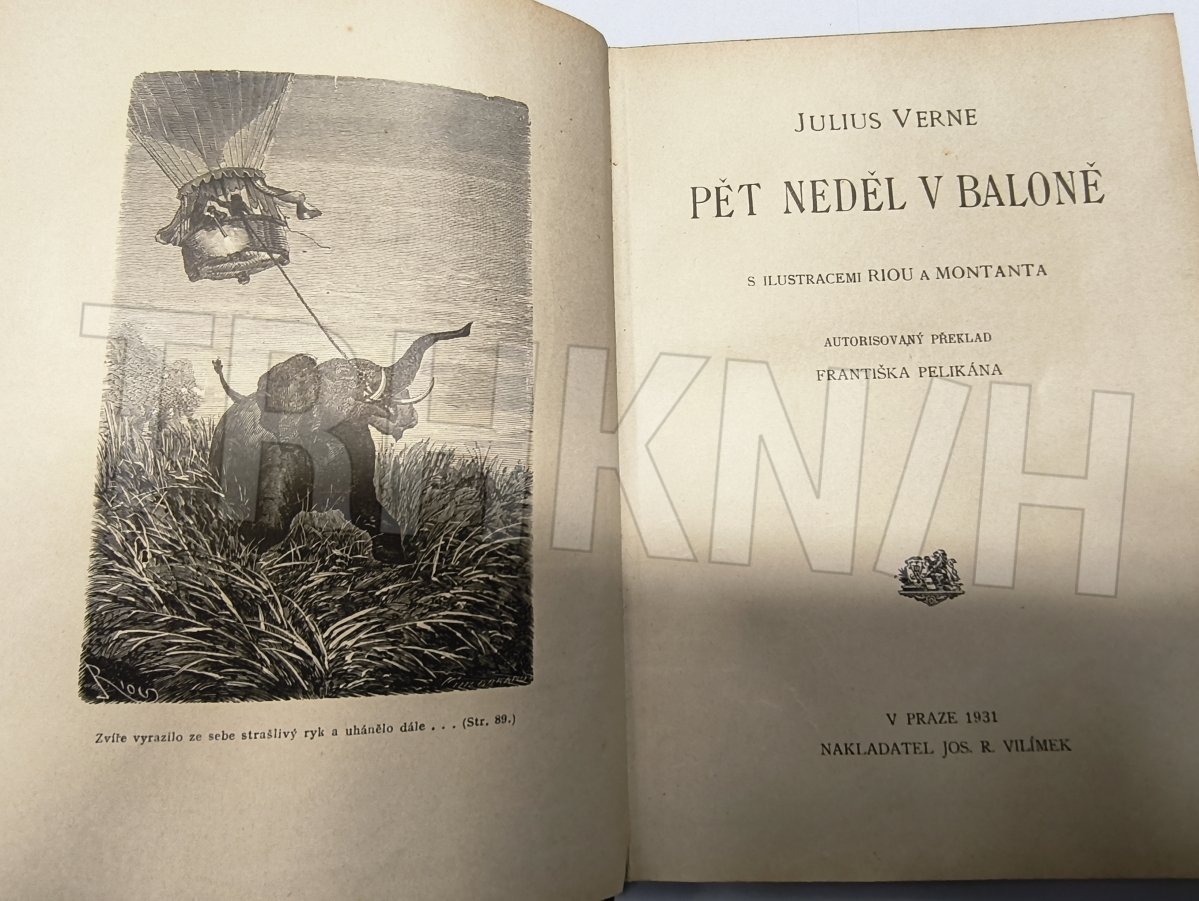 Riou
Zvíře vyrazilo ze sebe strašlivý ryk a uhánělo dále . . . (Str. 89.)
JULIUS VERNE
PĚT NEDĚL V BALONĚ
S ILUSTRACEMI RIOU A MONTANTA
AUTORISOVANÝ PŘEKLAD
FRANTIŠKA PELIKÁNA
V PRAZE 1931
NAKLADATEL JOS. R. VILÍMEK